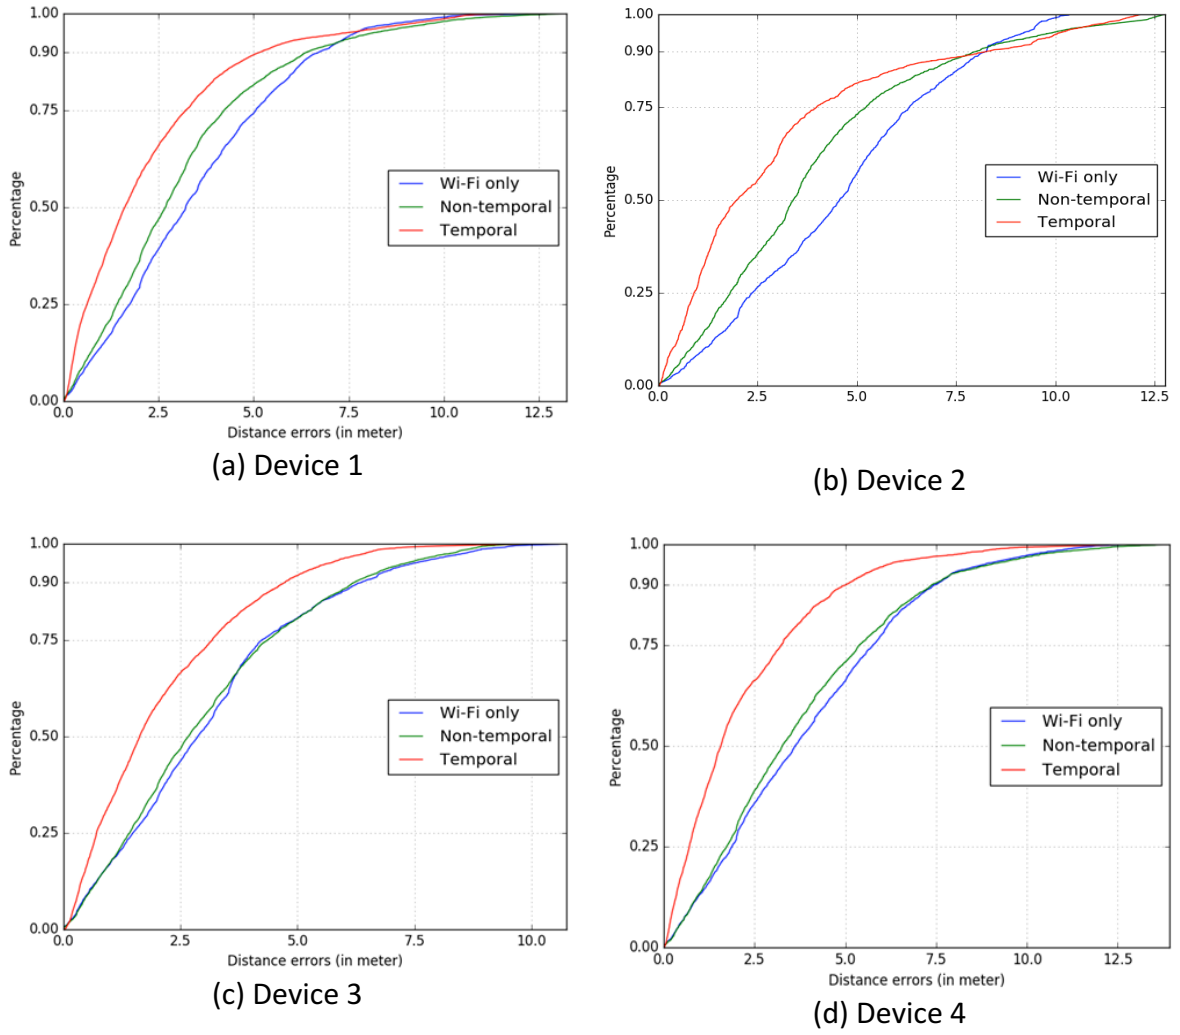 1.00
0.90
0.75
0.50
0.25
0.00
Percentage
Wi-Fi only
Non-temporal
Temporal
0.0 2.5 5.0 7.5 10.0 12.5
Distance errors (in meter)
(a) Device 1
1.00
0.90
0.75
0.50
0.25
0.00
Percentage
Wi-Fi only
Non-temporal
Temporal
0.0 2.5 5.0 7.5 10.0 12.5
(b) Device 2
1.00
0.90
0.75
0.50
0.25
0.00
Percentage
Wi-Fi only
Non-temporal
Temporal
0.0 2.5 5.0 7.5 10.0
Distance errors (in meter)
(c) Device 3
1.00
0.90
0.75
0.50
0.25
0.00
Percentage
Wi-Fi only
Non-temporal
Temporal
0.0 2.5 5.0 7.5 10.0 12.5
Distance errors (in meter)
(d) Device 4